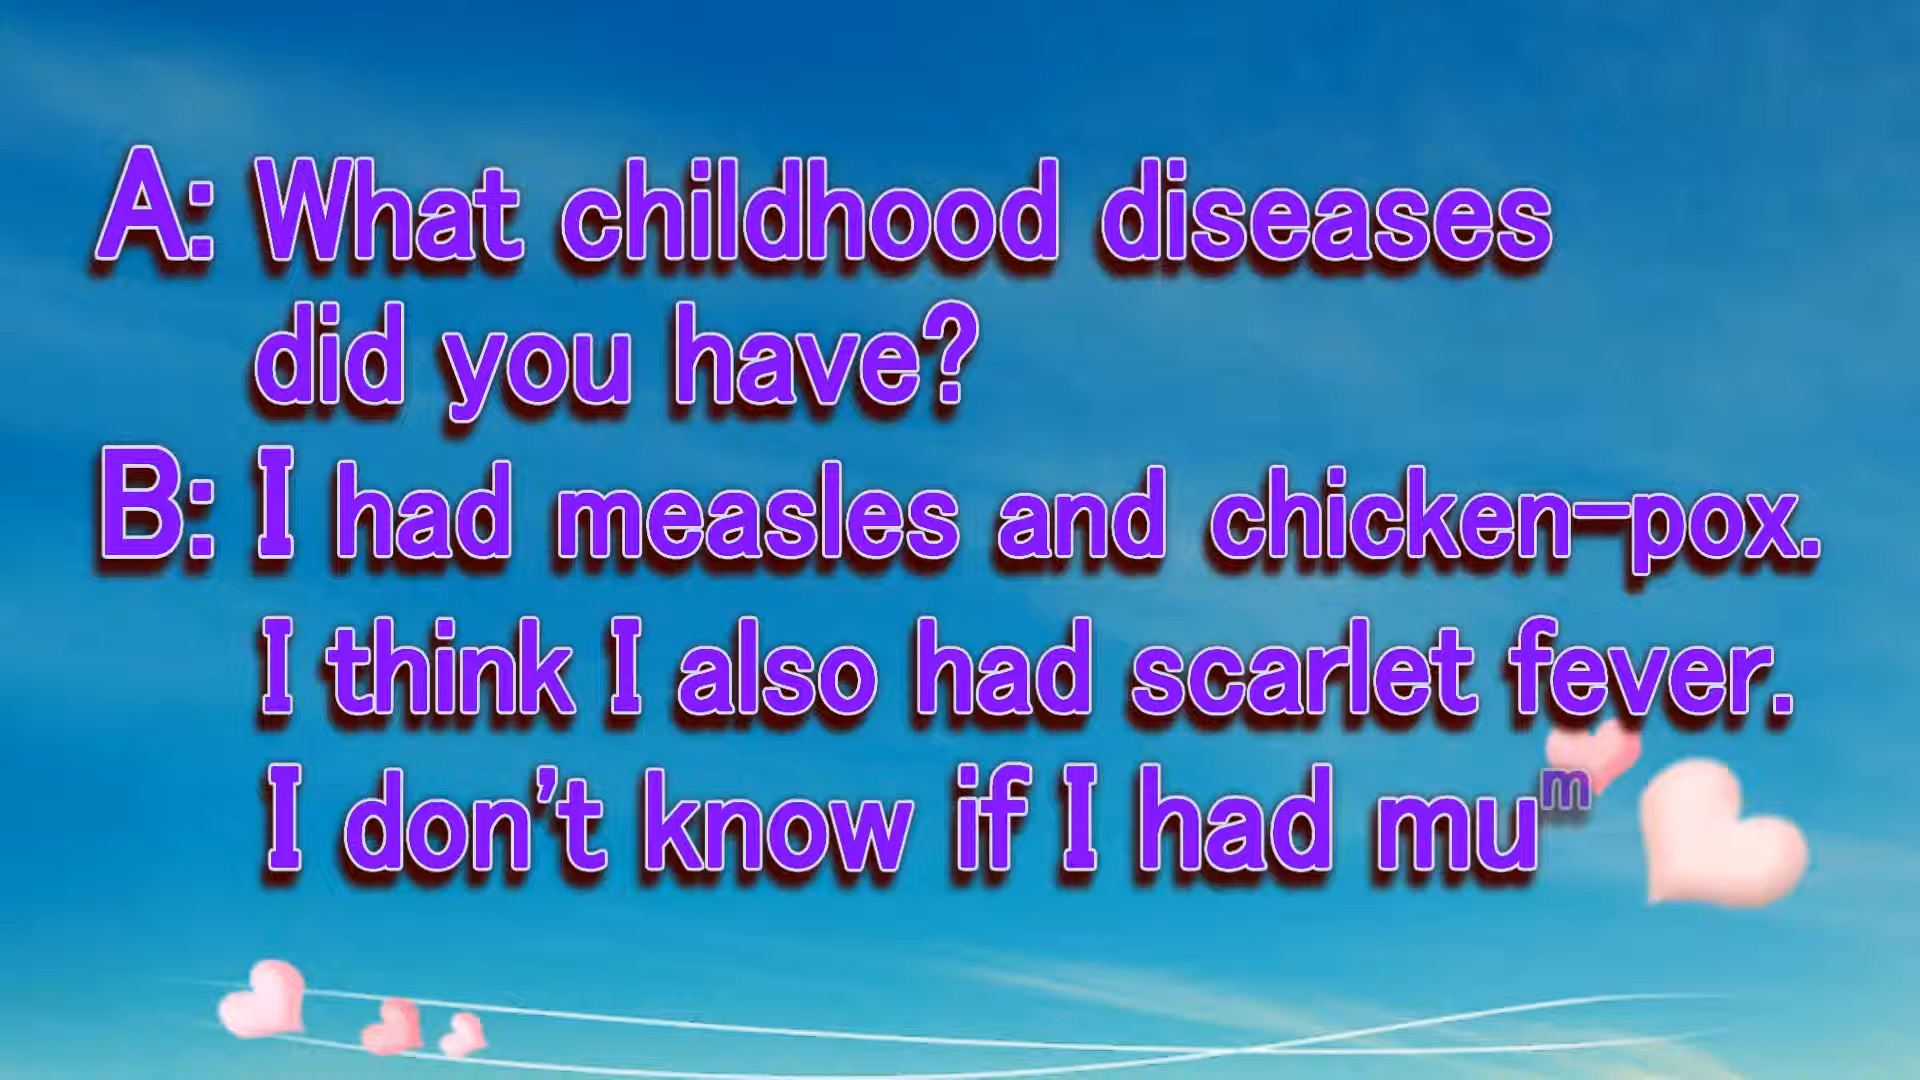 A: What childhood diseases
did you have?
B: I had measles and chicken-pox.
I think I also had scarlet fever.
I don't know if I had mum